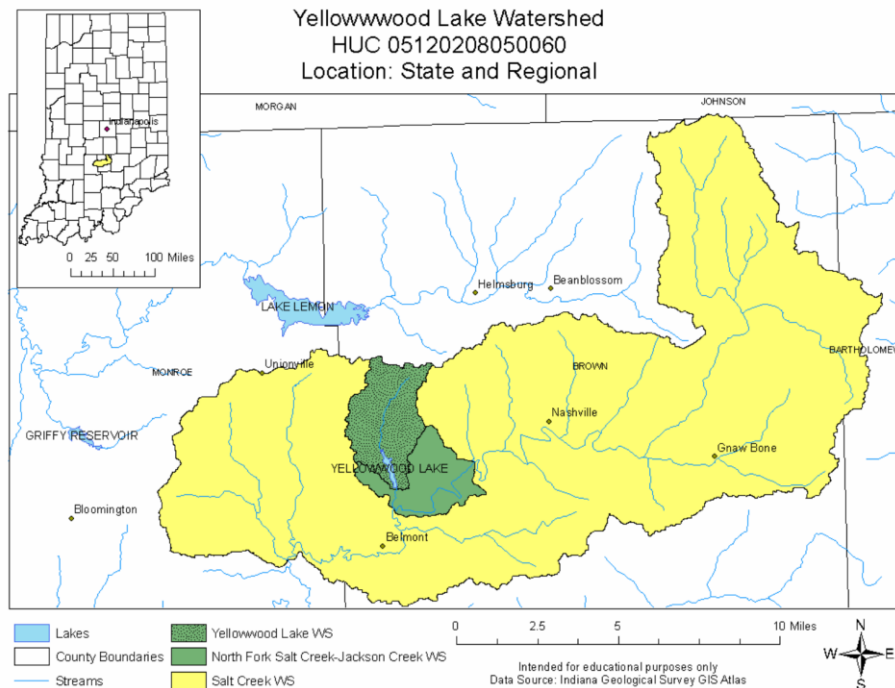 Yellowwwood Lake Watershed
HUC 05120208050060
Location: State and Regional
Indianapolis
0 25 50 100 Miles
MORGAN
JOHNSON
Helmsburg
Beanblossom
LAKE LEMON
Unionville
MONROE
BROWN
BARTHOLOMEW
GRIFFY RESERVOIR
Nashville
Gnaw Bone
YELLOWWOOD LAKE
Bloomington
Belmont
Lakes
County Boundaries
Streams
Yellowwood Lake WS
North Fork Salt Creek-Jackson Creek WS
Salt Creek WS
0 2.5 5 10 Miles
Intended for educational purposes only
Data Source: Indiana Geological Survey GIS Atlas
N
W E
S